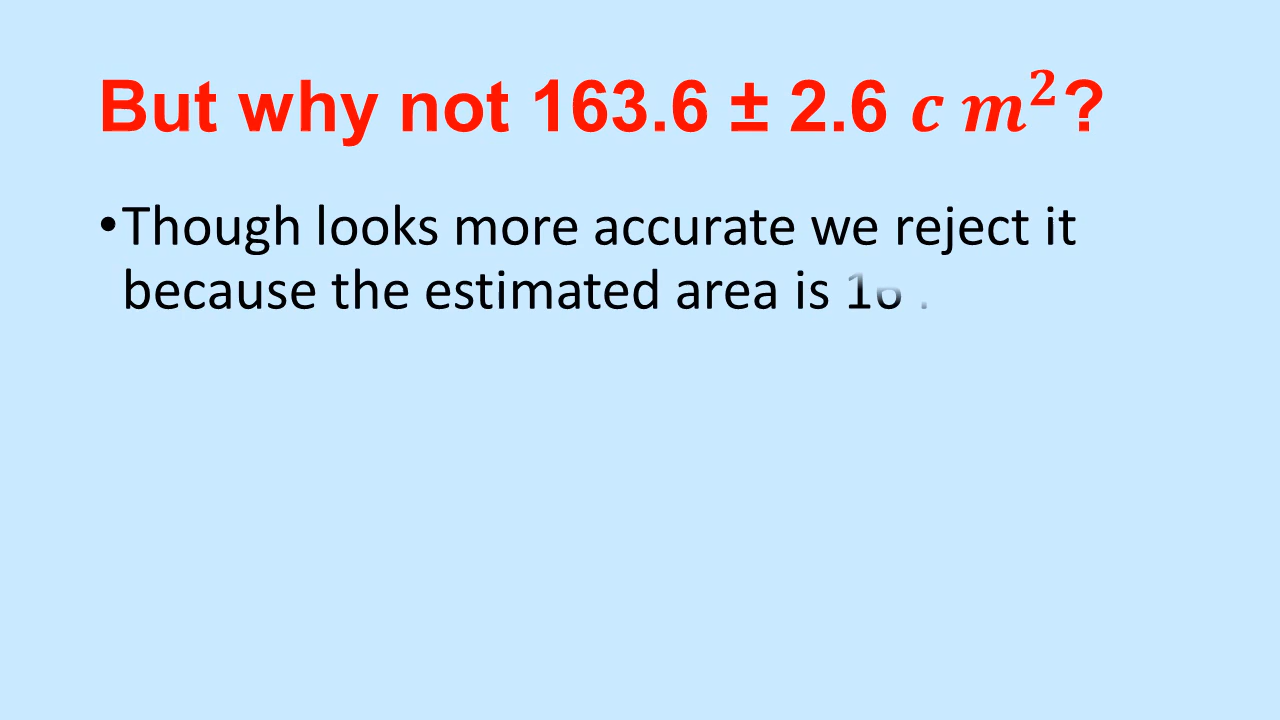 But why not 163.6 ± 2.6 𝒄 𝒎²?
•Though looks more accurate we reject it
because the estimated area is